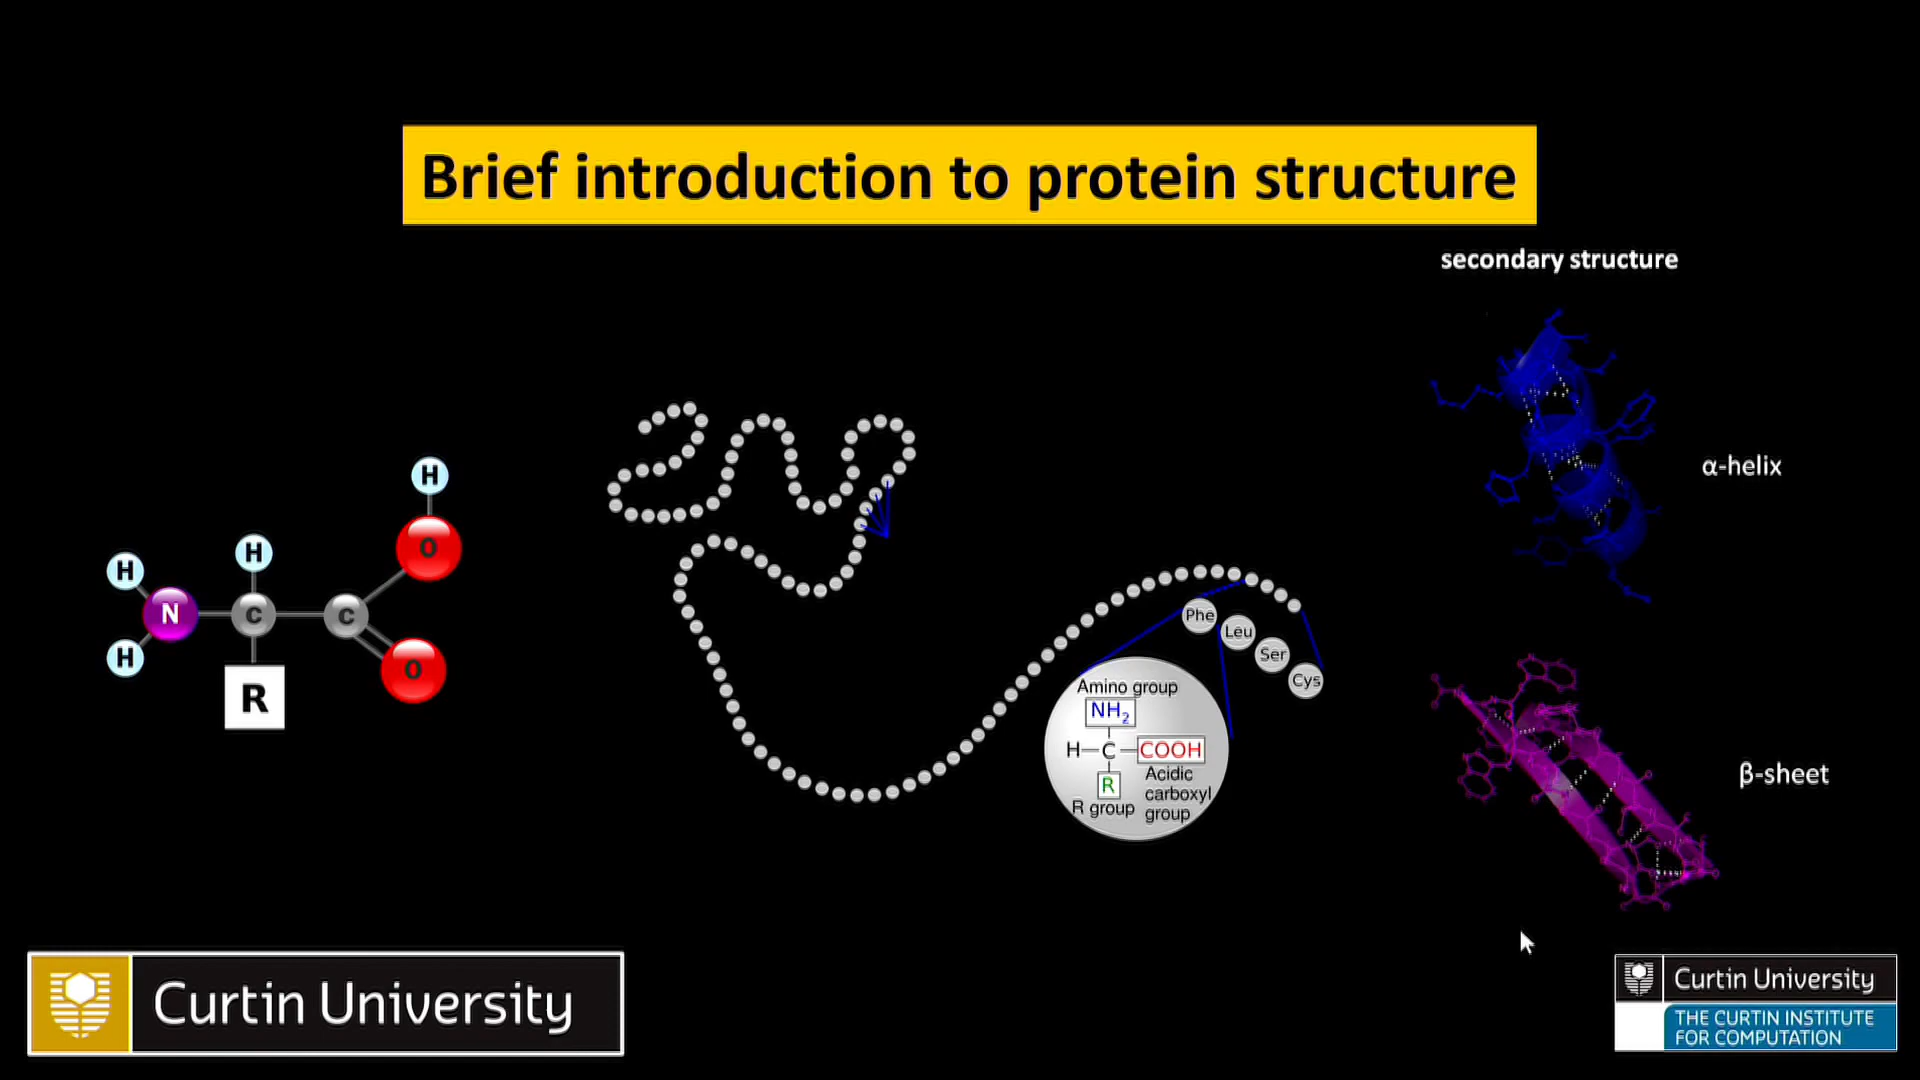 Brief introduction to protein structure
secondary structure
α-helix
β-sheet
H
O
H
H
N
C
C
H
O
R
Phe
Leu
Ser
Cys
Amino group
NH2
H C COOH
R
Acidic
carboxyl
group
R group
Curtin University
Curtin University
THE CURTIN INSTITUTE
FOR COMPUTATION